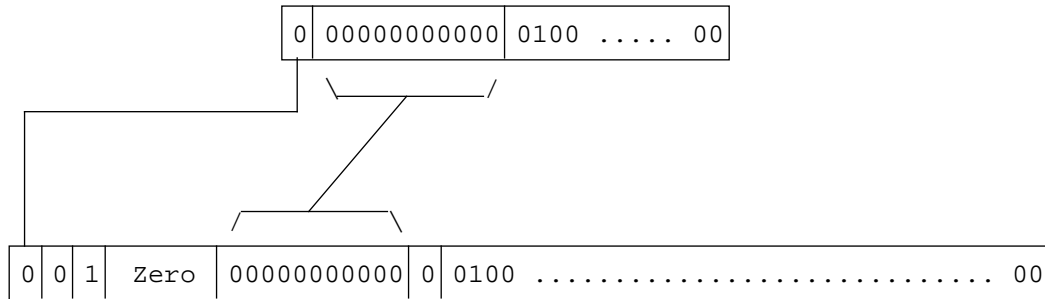 0 00000000000 0100 ..... 00
0 0 1 Zero 00000000000 0 0100 ............................. 00